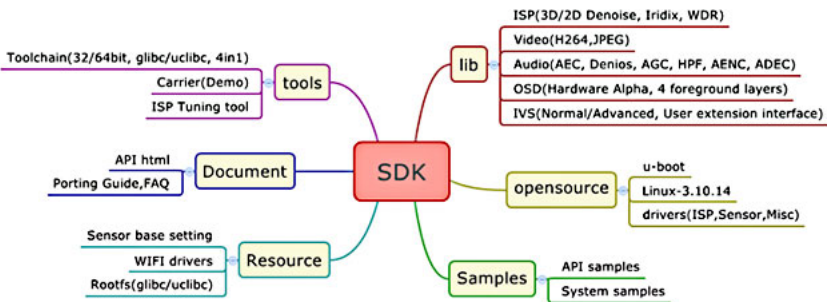 SDK
tools
Toolchain(32/64bit, glibc/uclibc, 4in1)
Carrier(Demo)
ISP Tuning tool
Document
API html
Porting Guide,FAQ
Resource
Sensor base setting
WIFI drivers
Rootfs(glibc/uclibc)
lib
ISP(3D/2D Denoise, Iridix, WDR)
Video(H264,JPEG)
Audio(AEC, Denios, AGC, HPF, AENC, ADEC)
OSD(Hardware Alpha, 4 foreground layers)
IVS(Normal/Advanced, User extension interface)
opensource
u-boot
Linux-3.10.14
drivers(ISP,Sensor,Misc)
Samples
API samples
System samples